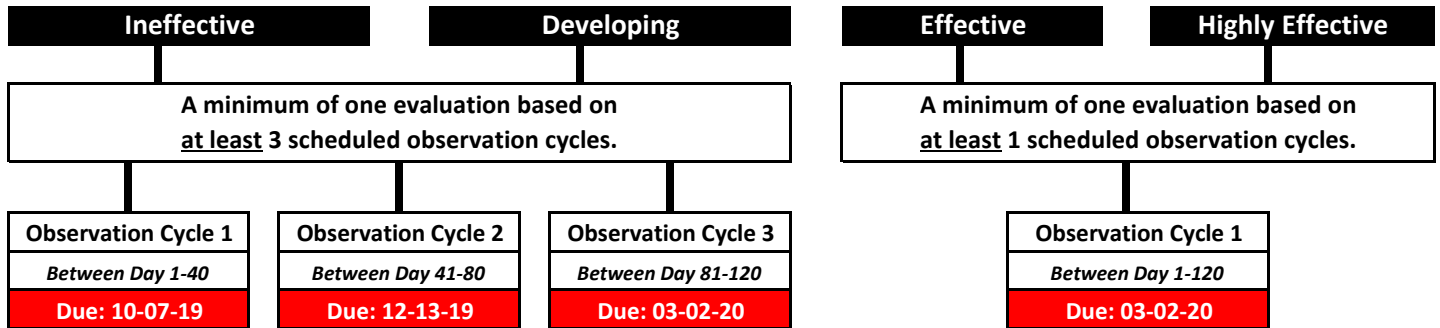 Ineffective
Developing
A minimum of one evaluation based on
at least 3 scheduled observation cycles.
Observation Cycle 1
Between Day 1-40
Due: 10-07-19
Observation Cycle 2
Between Day 41-80
Due: 12-13-19
Observation Cycle 3
Between Day 81-120
Due: 03-02-20
Effective
Highly Effective
A minimum of one evaluation based on
at least 1 scheduled observation cycles.
Observation Cycle 1
Between Day 1-120
Due: 03-02-20